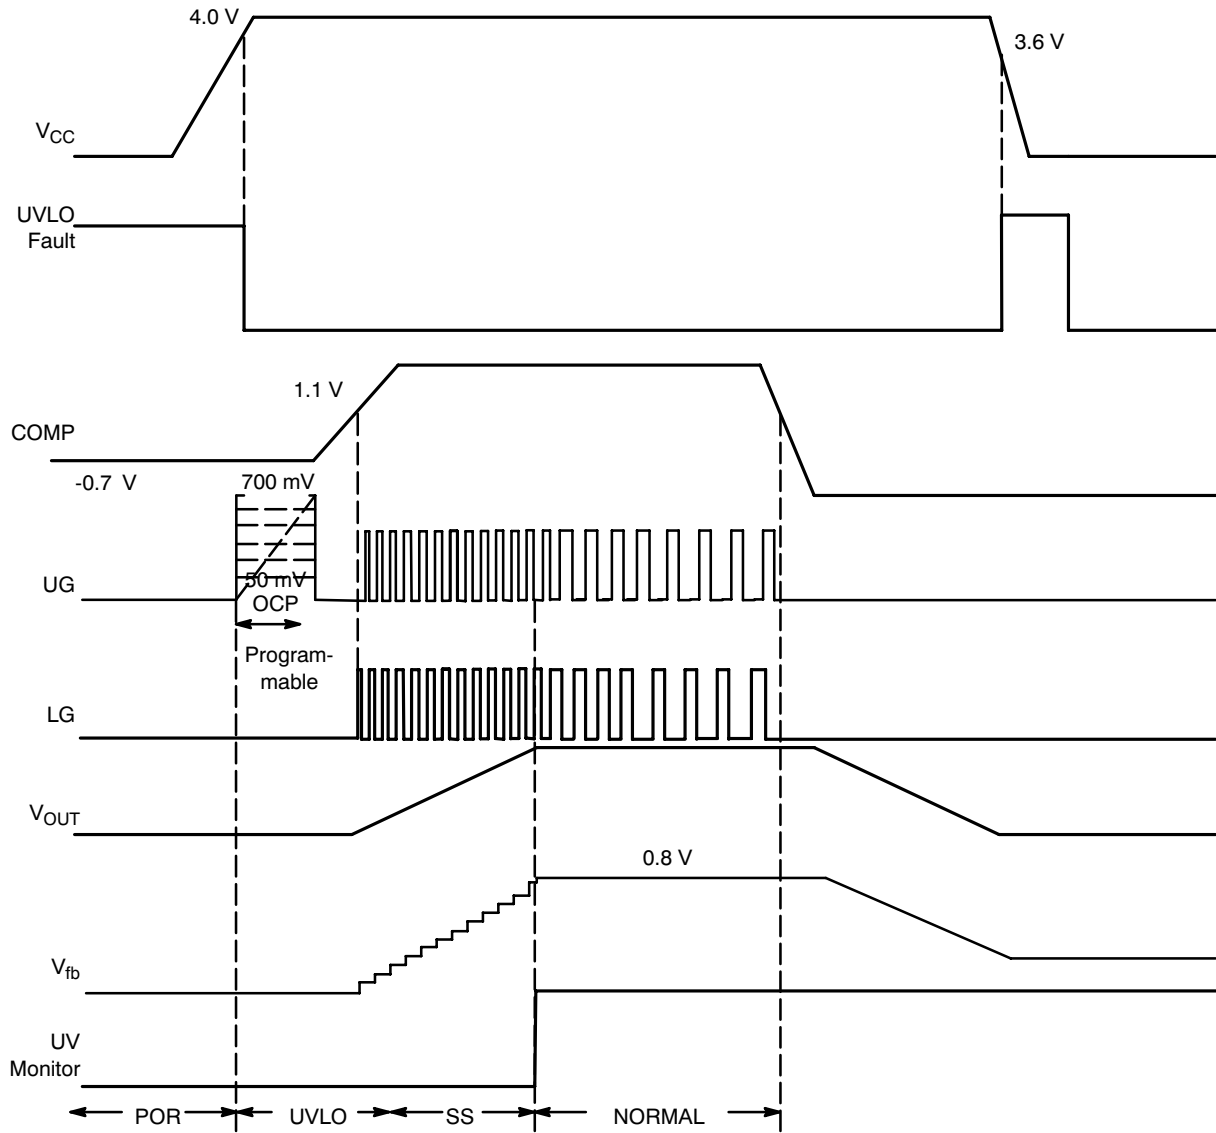 4.0 V
3.6 V
VCC
UVLO
Fault
1.1 V
COMP
-0.7 V
700 mV
50 mV
UG
OCP
Program-
mable
LG
VOUT
0.8 V
Vfb
UV
Monitor
POR
UVLO
SS
NORMAL